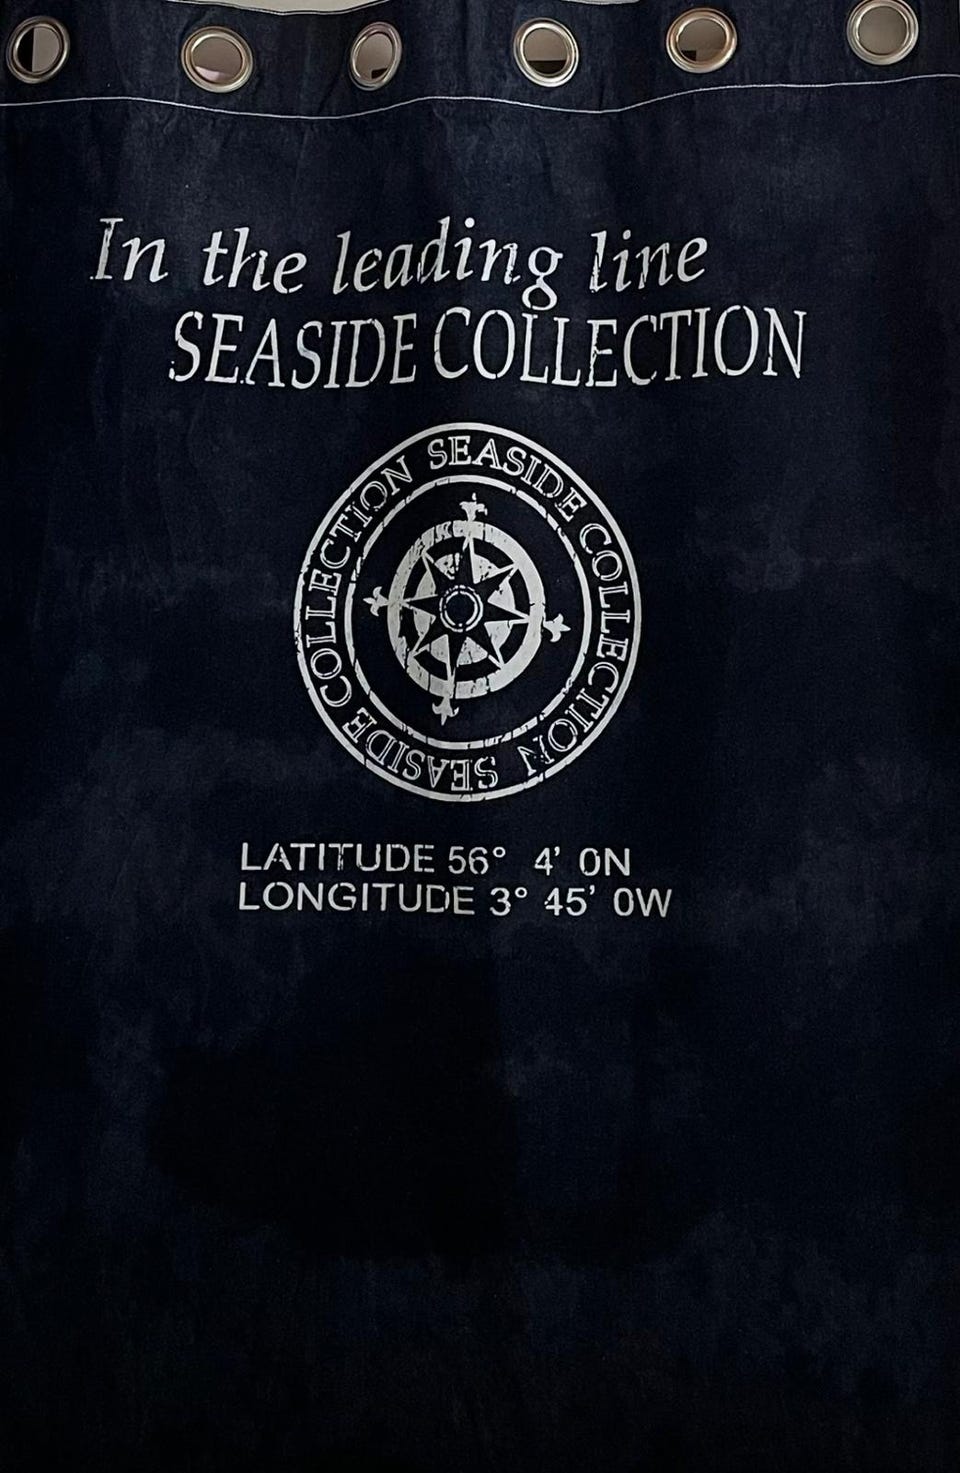 In the leading line
SEASIDE COLLECTION
SEASIDE COLLECTION SEASIDE COLLECTION
LATITUDE 56° 4’ 0N
LONGITUDE 3° 45’ 0W